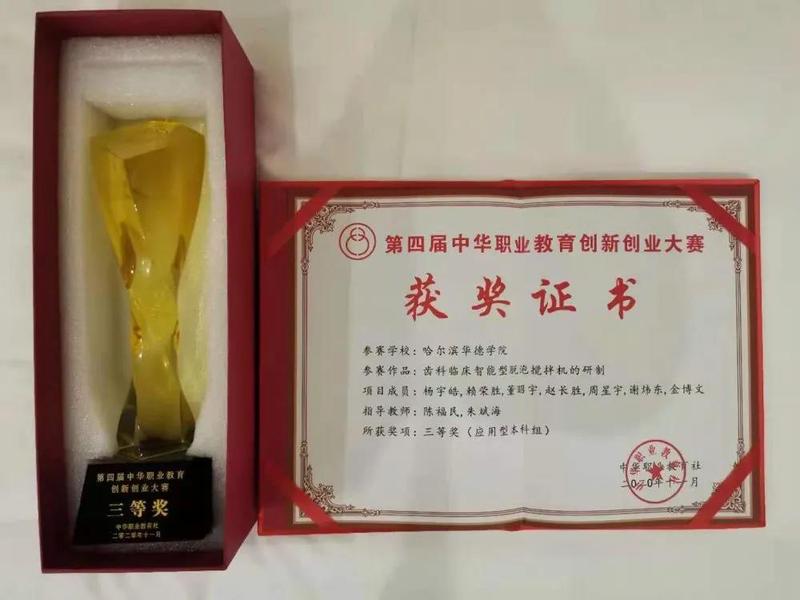 第四届中华职业教育
创新创业大赛
三等奖
中华职业教育社
二零二零年十一月
第四届中华职业教育创新创业大赛
获奖证书
参赛学校：哈尔滨华德学院
参赛作品：齿科临床智能型脱泡搅拌机的研制
项目成员：杨宇皓,赖荣胜,董爵宇,赵长胜,周星宇,谢炜东,金博文
指导教师：陈福民,朱斌海
所获奖项：三等奖（应用型本科组）
中华职业教育社
二〇二〇年十一月